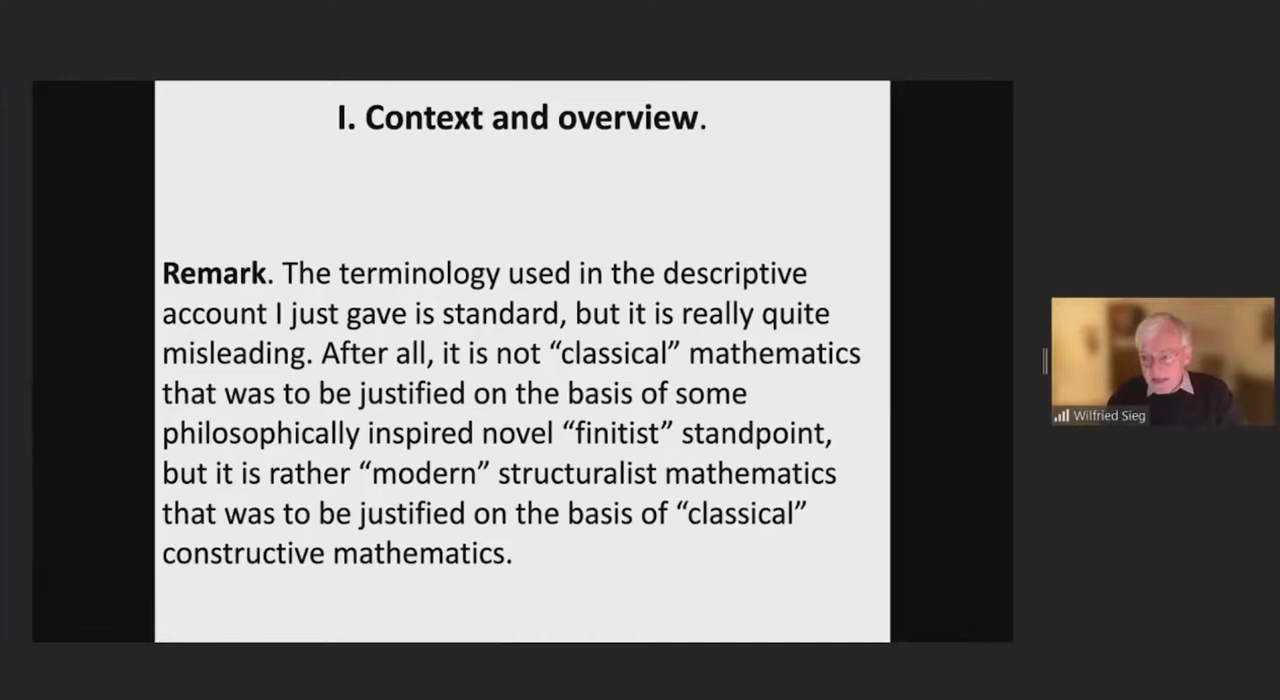 I. Context and overview.
Remark. The terminology used in the descriptive
account I just gave is standard, but it is really quite
misleading. After all, it is not “classical” mathematics
that was to be justified on the basis of some
philosophically inspired novel “finitist” standpoint,
but it is rather “modern” structuralist mathematics
that was to be justified on the basis of “classical”
constructive mathematics.
Wilfried Sieg